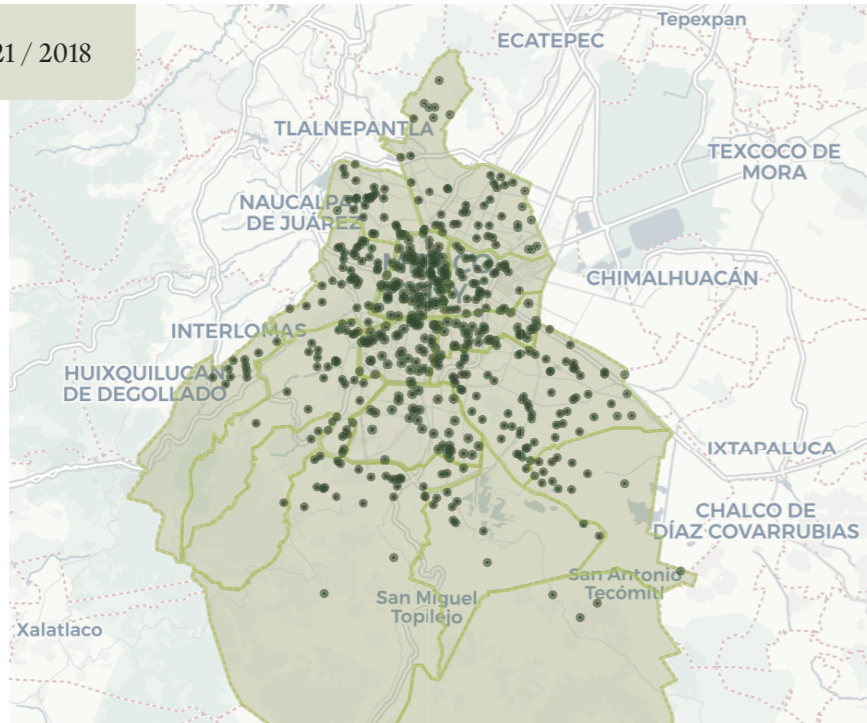 21 / 2018
Tepexpan
ECATEPEC
TLALNEPANTLA
TEXCOCO DE
MORA
NAUCALPA
DE JUÁREZ
CHIMALHUACÁN
INTERLOMAS
HUIXQUILUCAN
DE DEGOLLADO
IXTAPALUCA
CHALCO DE
DÍAZ COVARRUBIAS
San Antonio
Tecómitl
San Miguel
Topilejo
Xalatlaco